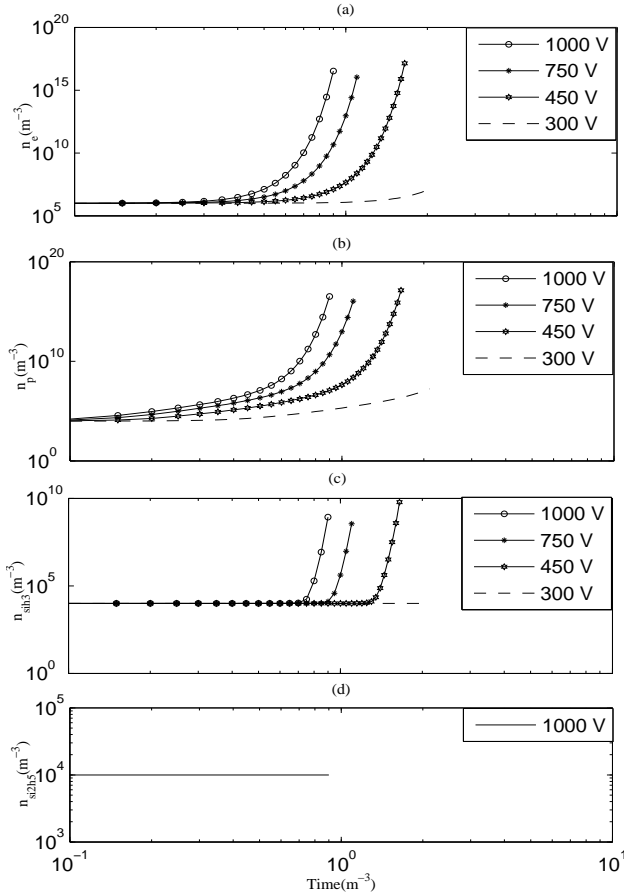 (a)
10^20
10^15
10^10
10^5
n_e(m^−3)
1000 V
750 V
450 V
300 V
(b)
10^20
10^10
10^0
n_p(m^−3)
1000 V
750 V
450 V
300 V
(c)
10^10
10^5
10^0
n_sih3(m^−3)
1000 V
750 V
450 V
300 V
(d)
10^5
10^4
10^3
n_si2h5(m^−3)
1000 V
10^−1
10^0
10^1
Time(m^−3)